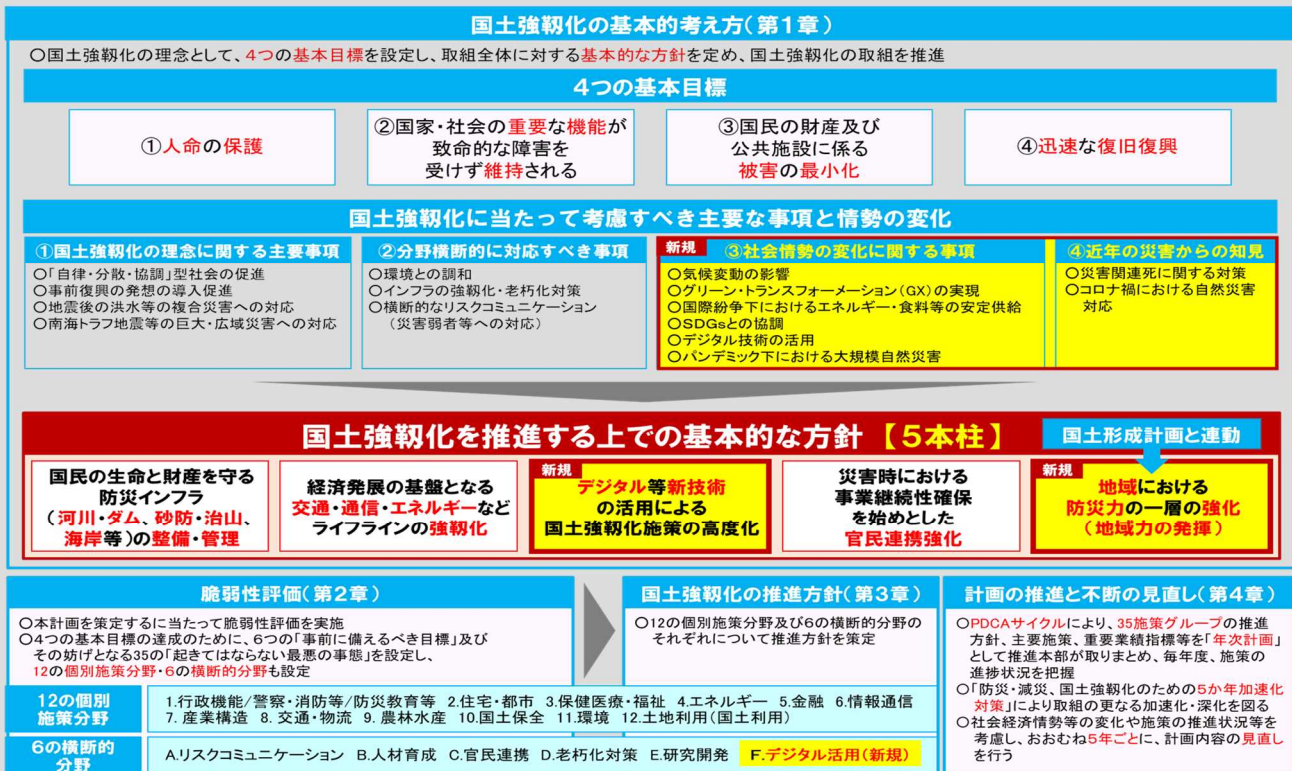 国土強靱化の基本的考え方(第1章)
○国土強靱化の理念として、4つの基本目標を設定し、取組全体に対する基本的な方針を定め、国土強靱化の取組を推進
4つの基本目標
①人命の保護
②国家・社会の重要な機能が
致命的な障害を
受けず維持される
③国民の財産及び
公共施設に係る
被害の最小化
④迅速な復旧復興
国土強靱化に当たって考慮すべき主要な事項と情勢の変化
①国土強靱化の理念に関する主要事項
○「自律・分散・協調」型社会の促進
○事前復興の発想の導入促進
○地震後の洪水等の複合災害への対応
○南海トラフ地震等の巨大・広域災害への対応
②分野横断的に対応すべき事項
○環境との調和
○インフラの強靱化・老朽化対策
○横断的なリスクコミュニケーション
(災害弱者等への対応)
新規 ③社会情勢の変化に関する事項
○気候変動の影響
○グリーン・トランスフォーメーション(GX)の実現
○国際紛争下におけるエネルギー・食料等の安定供給
○SDGsとの協調
○デジタル技術の活用
○パンデミック下における大規模自然災害
④近年の災害からの知見
○災害関連死に関する対策
○コロナ禍における自然災害
対応
国土強靱化を推進する上での基本的な方針 【5本柱】
国土形成計画と連動
国民の生命と財産を守る
防災インフラ
(河川・ダム、砂防・治山、
海岸等)の整備・管理
経済発展の基盤となる
交通・通信・エネルギーなど
ライフラインの強靱化
新規
デジタル等新技術
の活用による
国土強靱化施策の高度化
災害時における
事業継続性確保
を始めとした
官民連携強化
新規
地域における
防災力の一層の強化
(地域力の発揮)
脆弱性評価(第2章)
○本計画を策定するに当たって脆弱性評価を実施
○4つの基本目標の達成のために、6つの「事前に備えるべき目標」及び
その妨げとなる35の「起きてはならない最悪の事態」を設定し、
12の個別施策分野・6の横断的分野も設定
国土強靱化の推進方針(第3章)
○12の個別施策分野及び6の横断的分野の
それぞれについて推進方針を策定
12の個別
施策分野
1.行政機能/警察・消防等/防災教育等 2.住宅・都市 3.保健医療・福祉 4.エネルギー 5.金融 6.情報通信
7. 産業構造 8. 交通・物流 9. 農林水産 10.国土保全 11.環境 12.土地利用(国土利用)
6の横断的
分野
A.リスクコミュニケーション B.人材育成 C.官民連携 D.老朽化対策 E.研究開発 F.デジタル活用(新規)
計画の推進と不断の見直し(第4章)
○PDCAサイクルにより、35施策グループの推進
方針、主要施策、重要業績指標等を「年次計画」
として推進本部が取りまとめ、毎年度、施策の
進捗状況を把握
○「防災・減災、国土強靱化のための5か年加速化
対策」により取組の更なる加速化・深化を図る
○社会経済情勢等の変化や施策の推進状況等を
考慮し、おおむね5年ごとに、計画内容の見直し
を行う